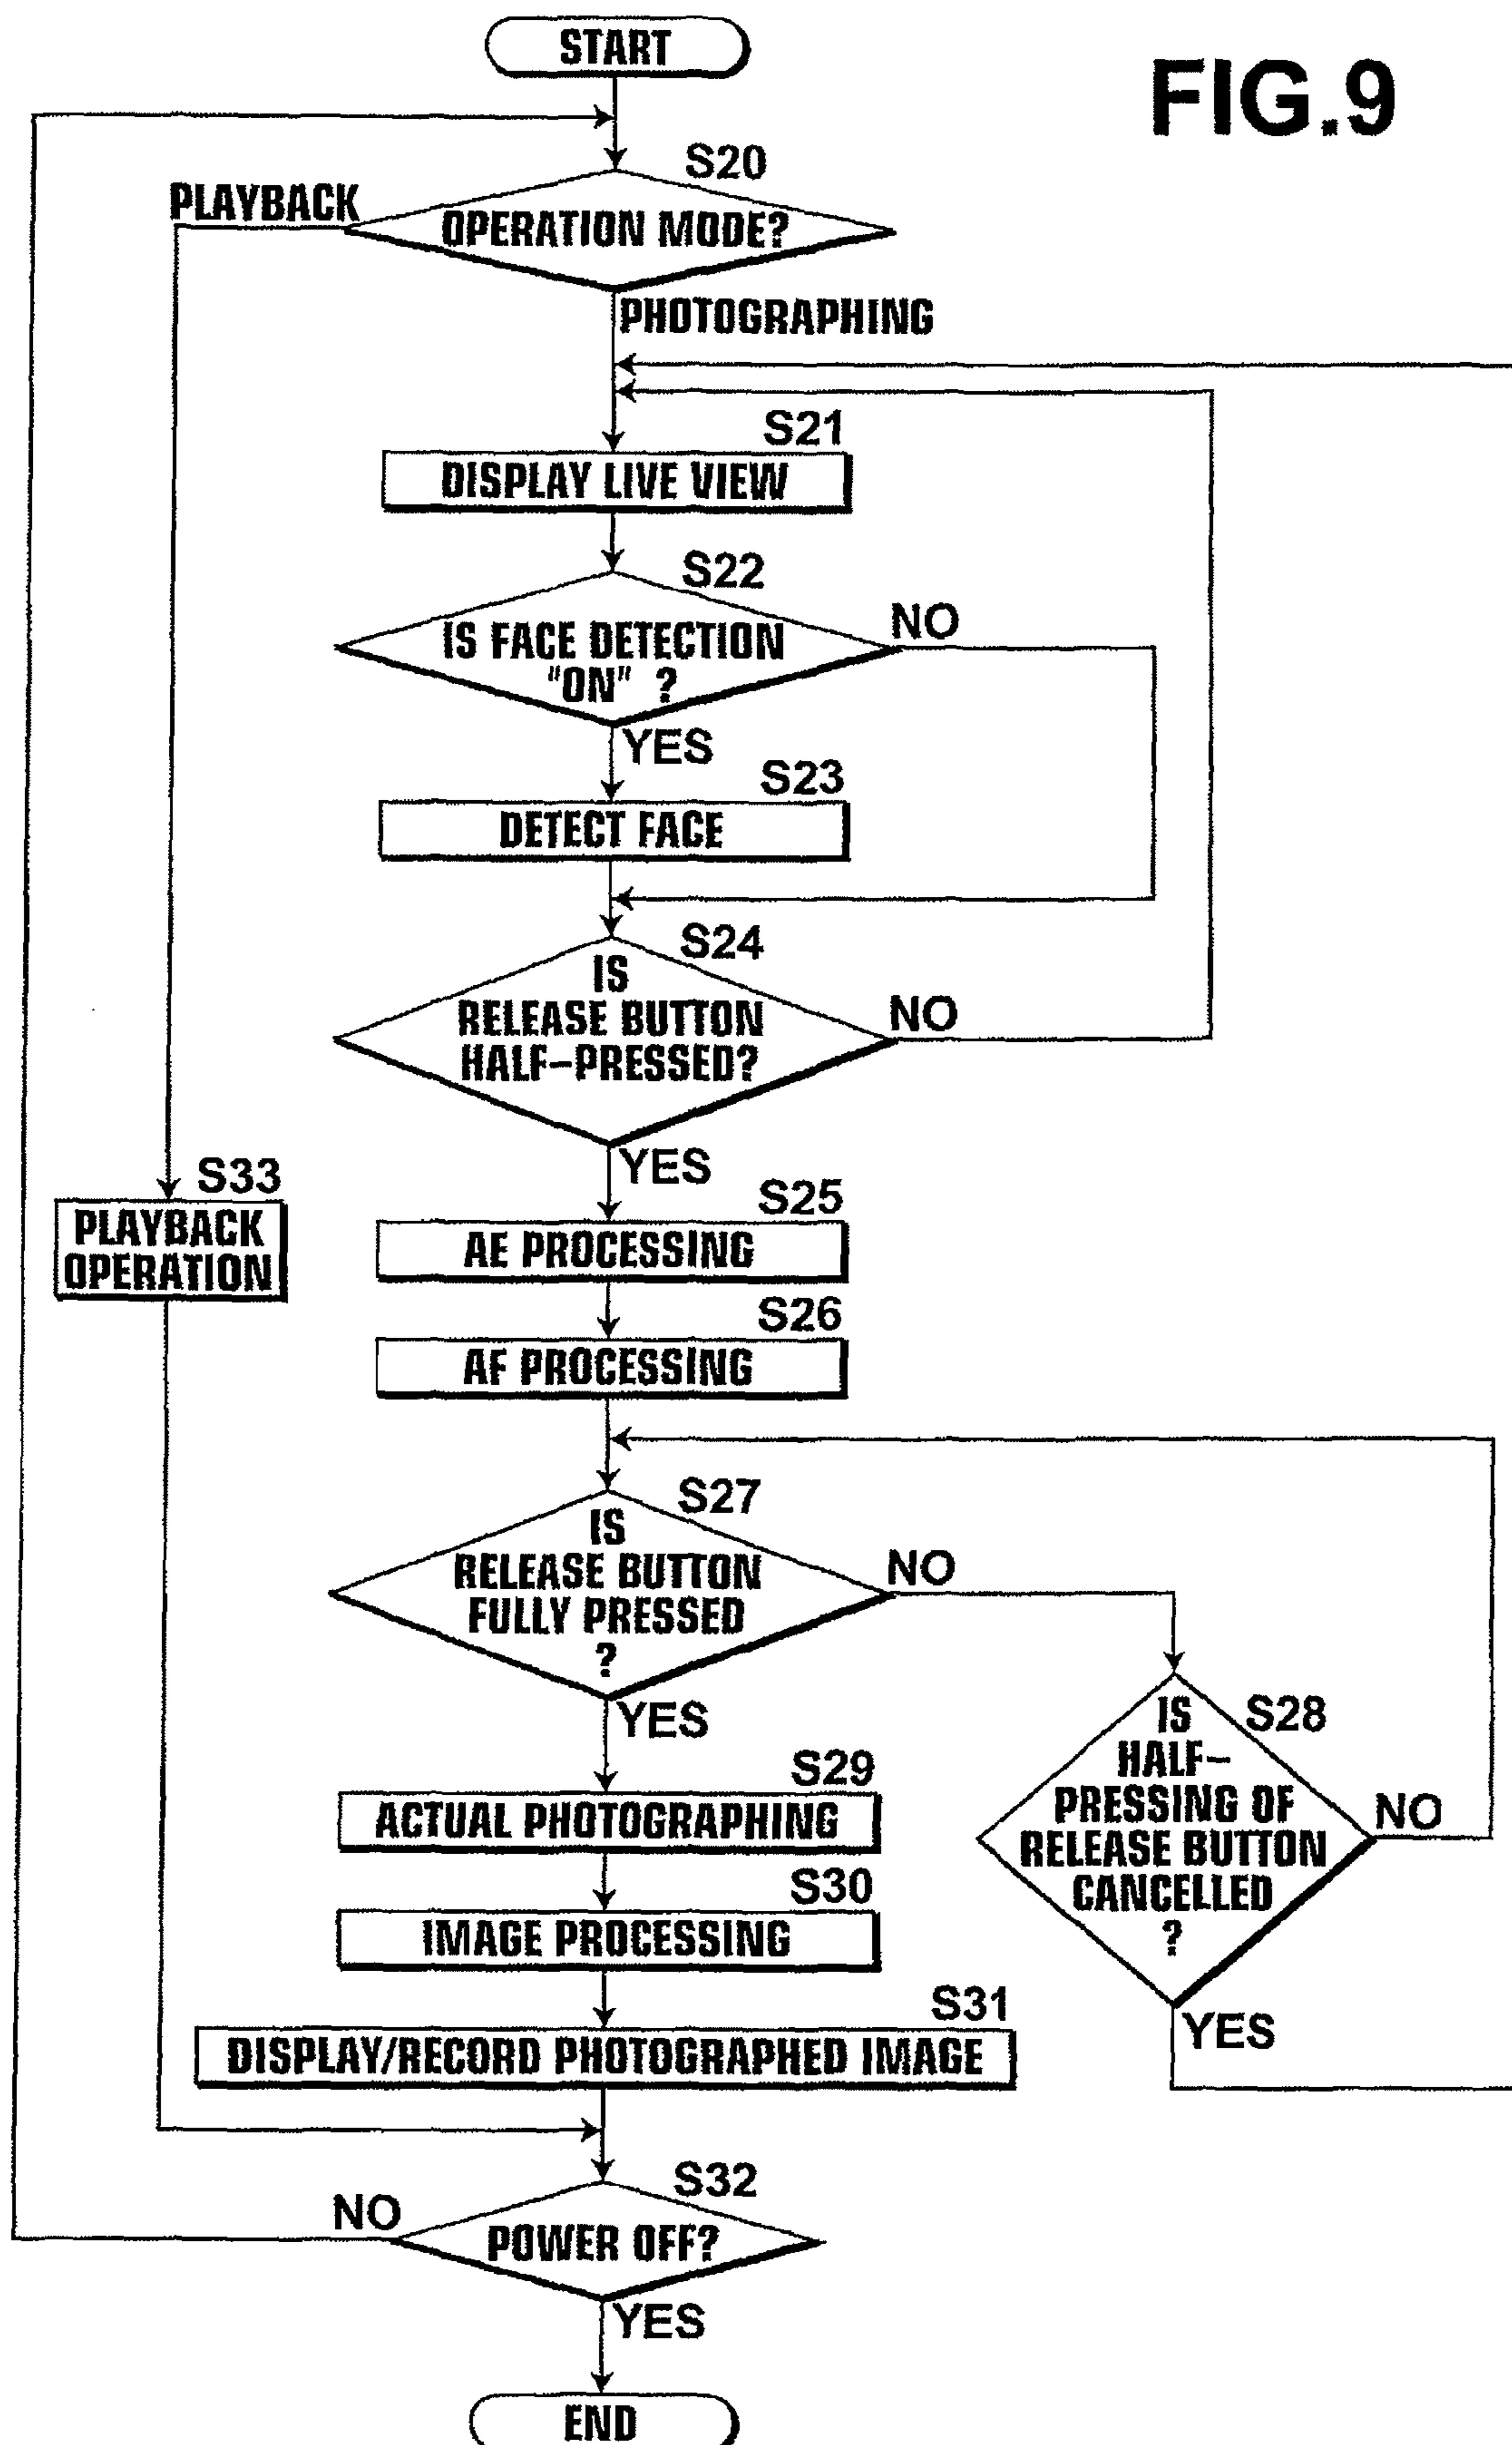 START
FIG.9
S20
PLAYBACK
OPERATION MODE?
PHOTOGRAPHING
S21
DISPLAY LIVE VIEW
S22
IS FACE DETECTION
"ON" ?
NO
YES
S23
DETECT FACE
S24
IS
RELEASE BUTTON
HALF-PRESSED?
NO
YES
S33
PLAYBACK
OPERATION
S25
AE PROCESSING
S26
AF PROCESSING
S27
IS
RELEASE BUTTON
FULLY PRESSED
?
NO
YES
S28
IS
HALF-
PRESSING OF
RELEASE BUTTON
CANCELLED
?
NO
YES
S29
ACTUAL PHOTOGRAPHING
S30
IMAGE PROCESSING
S31
DISPLAY/RECORD PHOTOGRAPHED IMAGE
S32
NO
POWER OFF?
YES
END